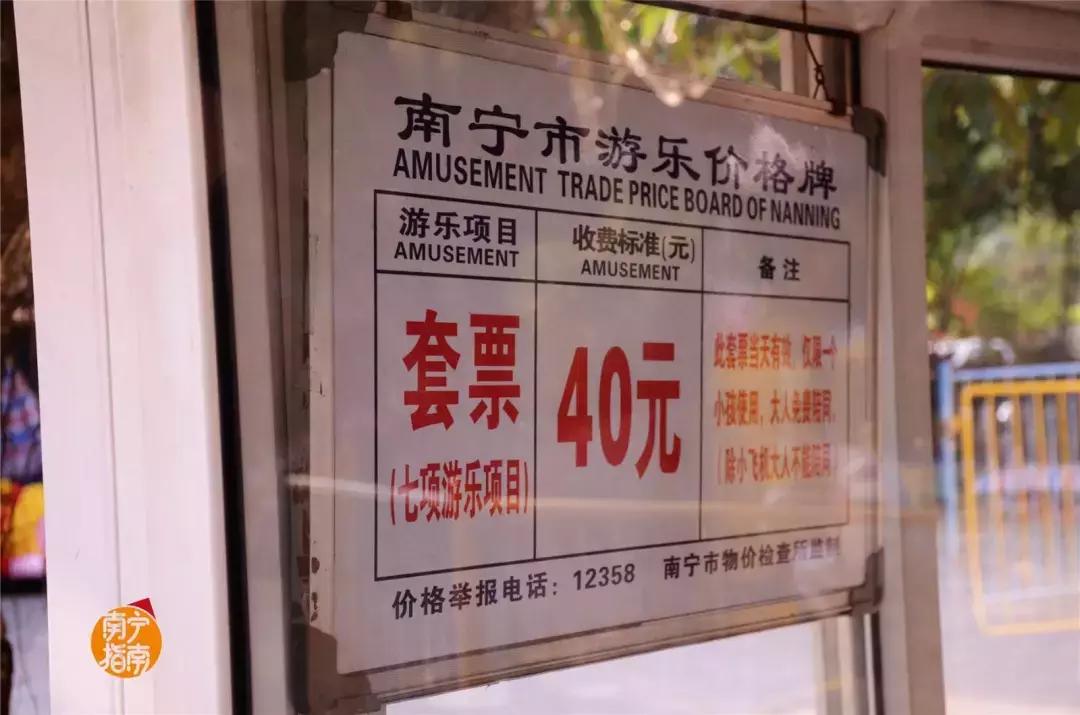 南宁市游乐价格牌
AMUSEMENT TRADE PRICE BOARD OF NANNING
游乐项目
AMUSEMENT
收费标准(元)
AMUSEMENT
备注
套票
(七项游乐项目)
40元
此套票当天有效，仅限一个
小孩使用，大人免费陪同，
(除小飞机大人不能陪同
价格举报电话：12358
南宁市物价检查所监制
南宁
指南